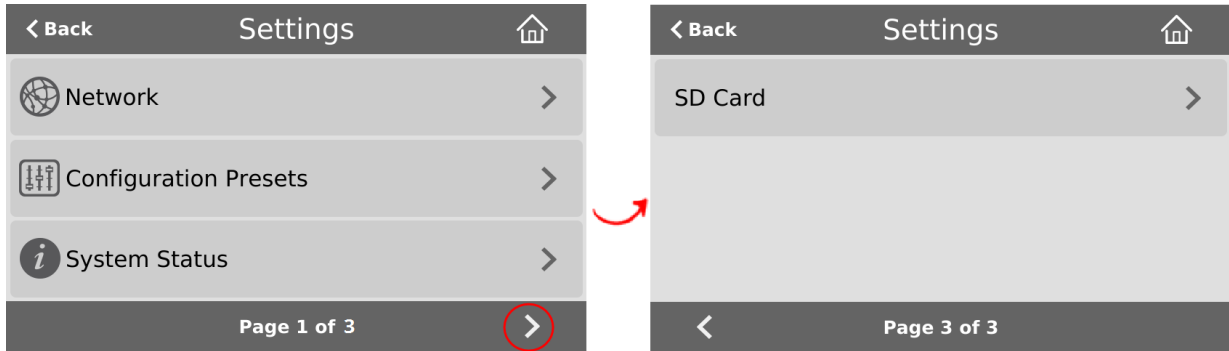 Back Settings
Network
Configuration Presets
i System Status
Page 1 of 3
Back Settings
SD Card
Page 3 of 3